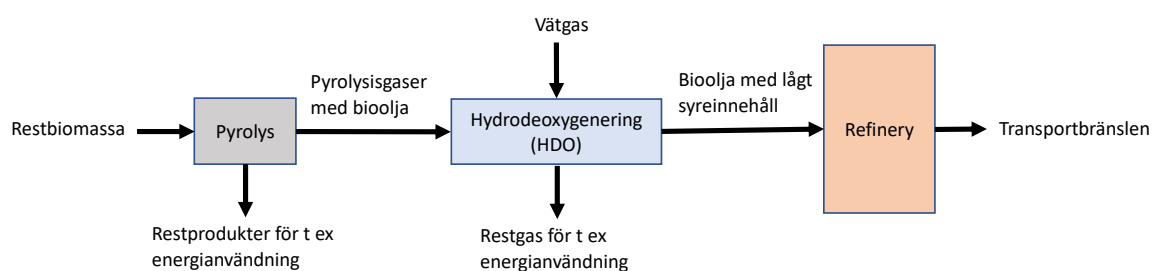 Vätgas
Pyrolysisgaser
med bioolja
Bioolja med lågt
syreinnehåll
Restbiomassa
Pyrolys
Hydrodeoxygenering
(HDO)
Refinery
Transportbränslen
Restprodukter för t ex
energianvändning
Restgas för t ex
energianvändning